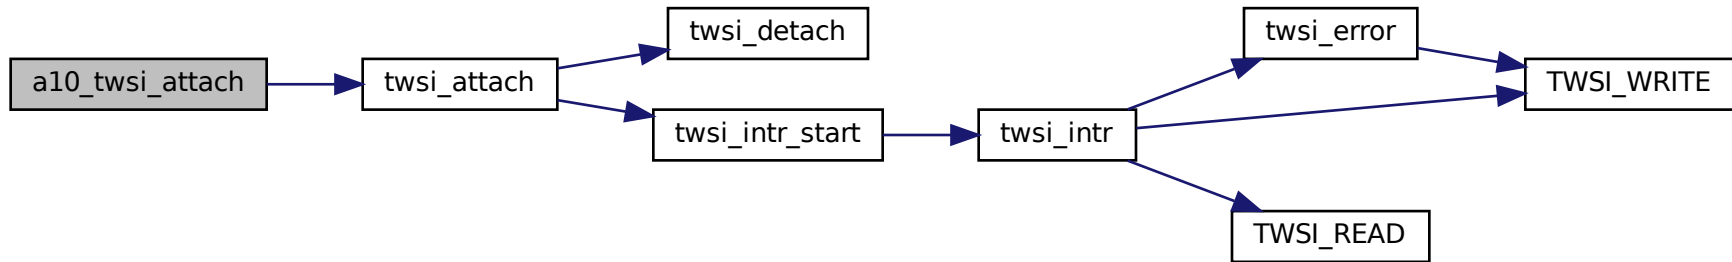 a10_twsi_attach
twsi_attach
twsi_detach
twsi_intr_start
twsi_intr
twsi_error
TWSI_WRITE
TWSI_READ